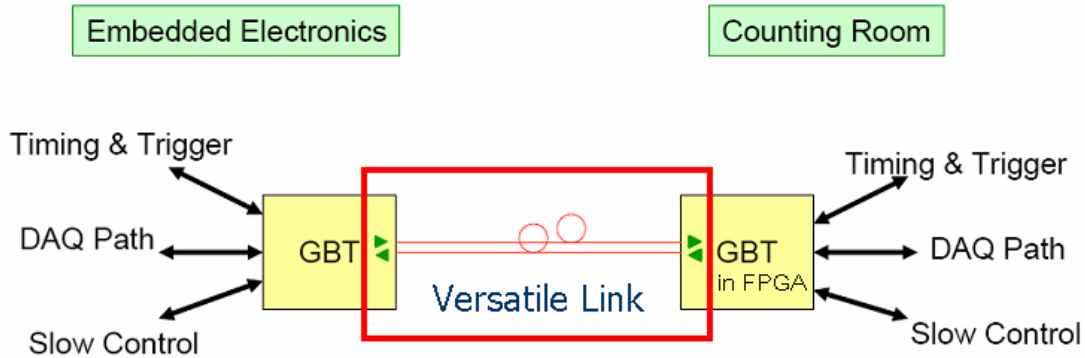 Embedded Electronics
Counting Room
Timing & Trigger
Timing & Trigger
DAQ Path
GBT
GBT
in FPGA
DAQ Path
Versatile Link
Slow Control
Slow Control